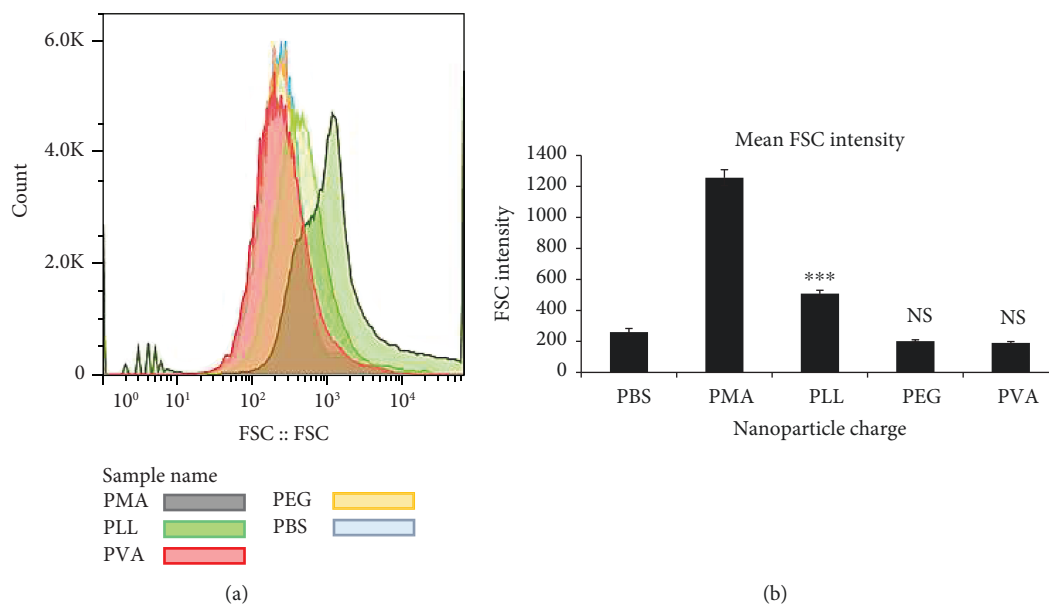 6.0K
4.0K
2.0K
0
Count
10⁰ 10¹ 10² 10³ 10⁴
FSC :: FSC
Sample name
PMA PEG
PLL PBS
PVA
(a)
Mean FSC intensity
1400
1200
1000
800
600
400
200
0
FSC intensity
***
NS
NS
PBS PMA PLL PEG PVA
Nanoparticle charge
(b)